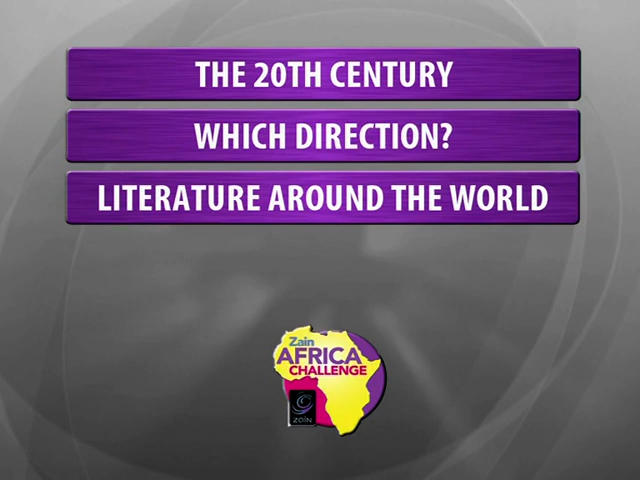 THE 20TH CENTURY
WHICH DIRECTION?
LITERATURE AROUND THE WORLD
Zain
AFRICA
CHALLENGE
ZAIN